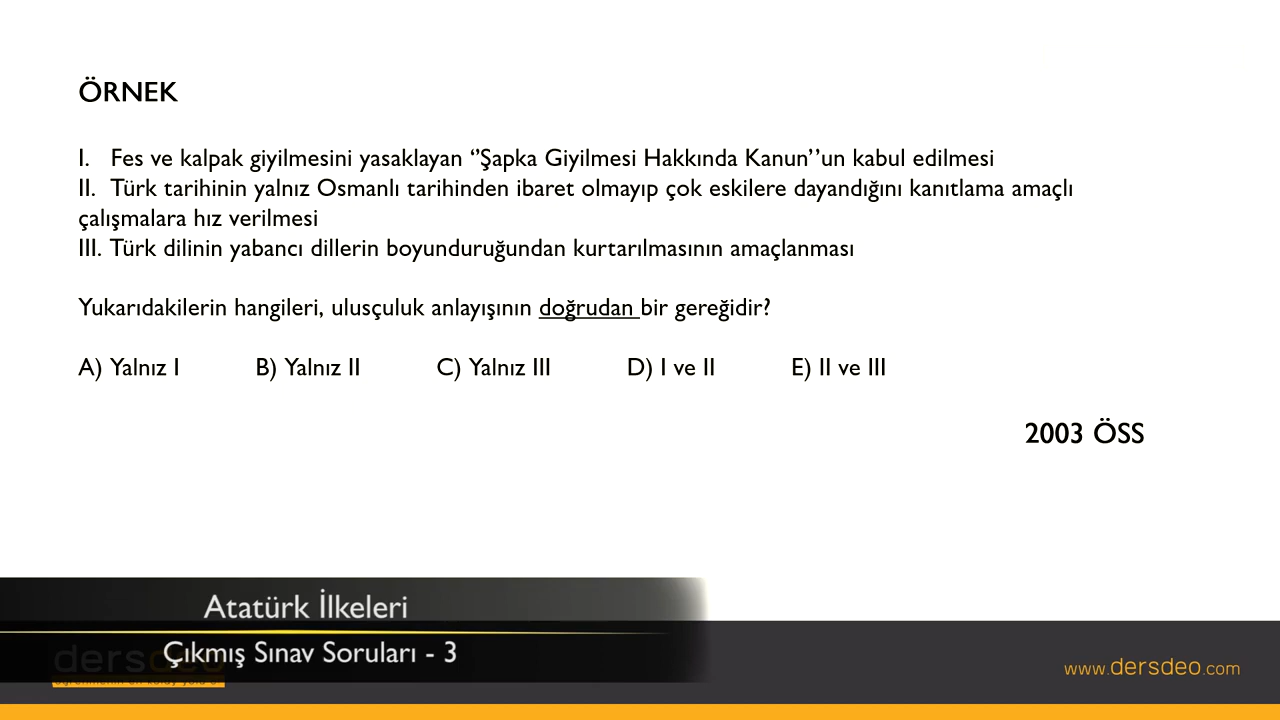 ÖRNEK
I. Fes ve kalpak giyilmesini yasaklayan ‘’Şapka Giyilmesi Hakkında Kanun’’un kabul edilmesi
II. Türk tarihinin yalnız Osmanlı tarihinden ibaret olmayıp çok eskilere dayandığını kanıtlama amaçlı
çalışmalara hız verilmesi
III. Türk dilinin yabancı dillerin boyunduruğundan kurtarılmasının amaçlanması
Yukarıdakilerin hangileri, ulusçuluk anlayışının doğrudan bir gereğidir?
A) Yalnız I B) Yalnız II C) Yalnız III D) I ve II E) II ve III
2003 ÖSS
Atatürk İlkeleri
Çıkmış Sınav Soruları - 3
dersdeo
www.dersdeo.com